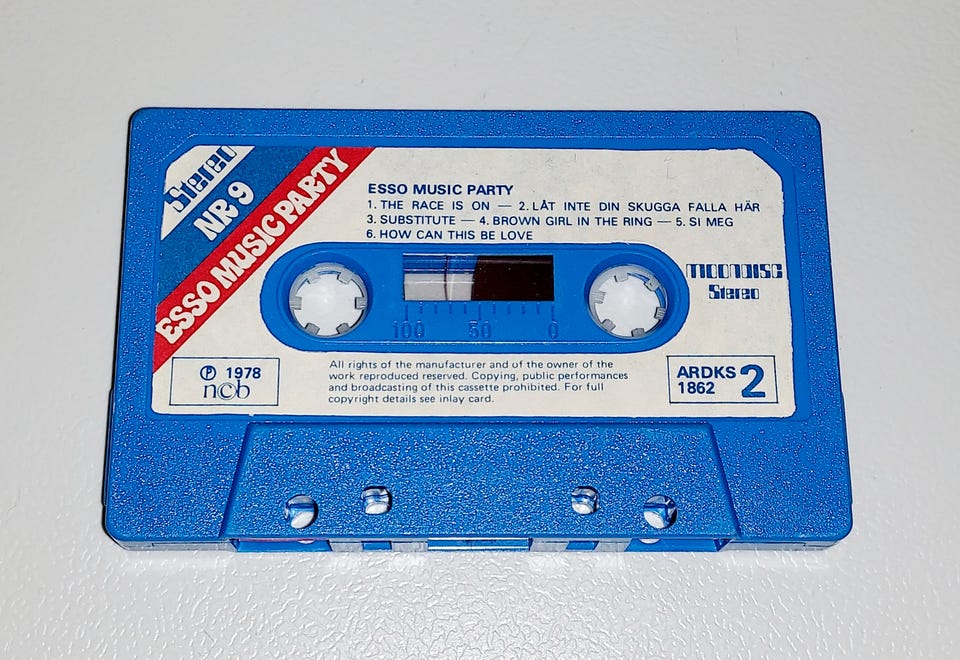 Stereo
NR 9
ESSO MUSIC PARTY
ESSO MUSIC PARTY
1. THE RACE IS ON — 2. LÅT INTE DIN SKUGGA FALLA HÄR
3. SUBSTITUTE — 4. BROWN GIRL IN THE RING — 5. SI MEG
6. HOW CAN THIS BE LOVE
moondisc
Stereo
100 50 0
Ⓟ 1978
n©b
All rights of the manufacturer and of the owner of the
work reproduced reserved. Copying, public performances
and broadcasting of this cassette prohibited. For full
copyright details see inlay card.
ARDKS
1862
2